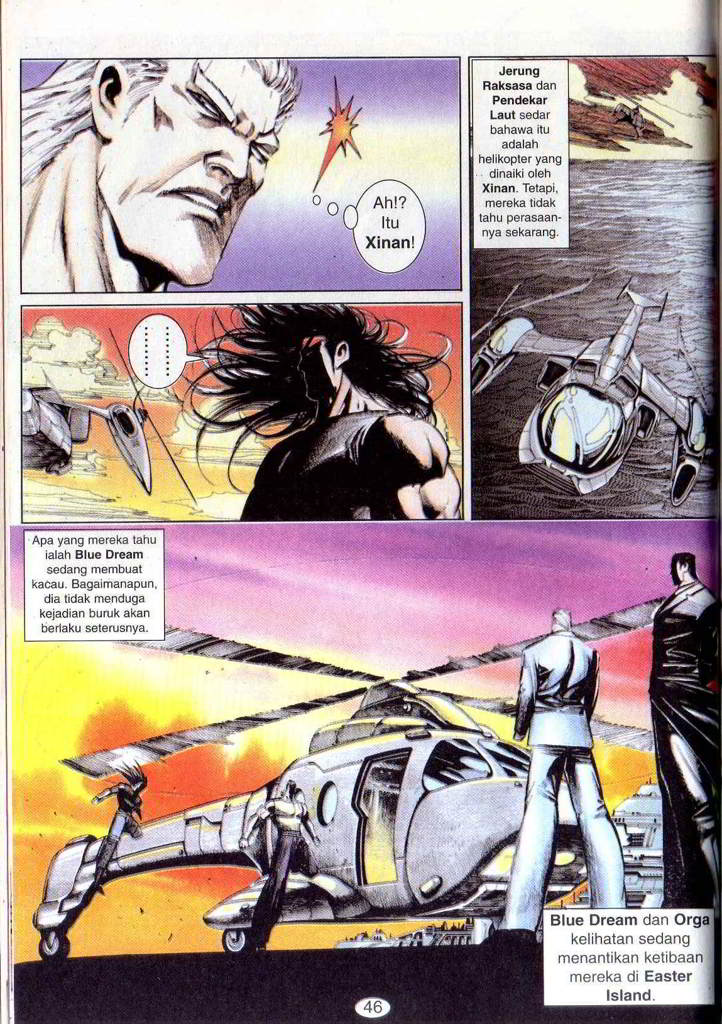 Ah!?
Itu
Xinan!
Jerung
Raksasa dan
Pendekar
Laut sedar
bahawa itu
adalah
helikopter yang
dinaiki oleh
Xinan. Tetapi,
mereka tidak
tahu perasaan-
nya sekarang.
Apa yang mereka tahu
ialah Blue Dream
sedang membuat
kacau. Bagaimanapun,
dia tidak menduga
kejadian buruk akan
berlaku seterusnya.
Blue Dream dan Orga
kelihatan sedang
menantikan ketibaan
mereka di Easter
Island.
46